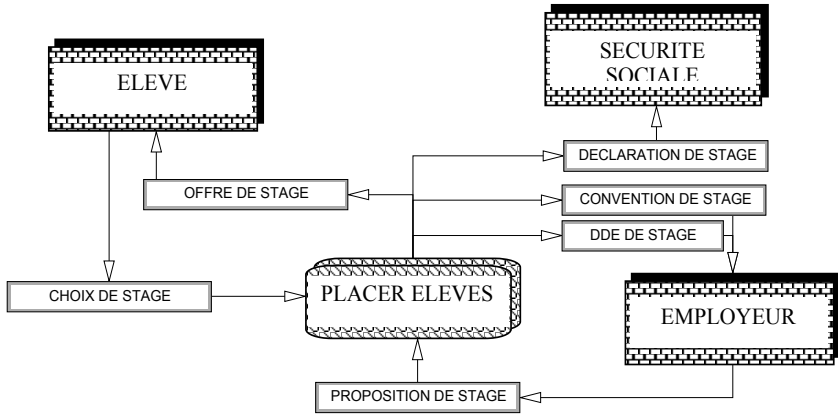 SECURITE
SOCIALE
ELEVE
DECLARATION DE STAGE
OFFRE DE STAGE
CONVENTION DE STAGE
DDE DE STAGE
CHOIX DE STAGE
PLACER ELEVES
EMPLOYEUR
PROPOSITION DE STAGE